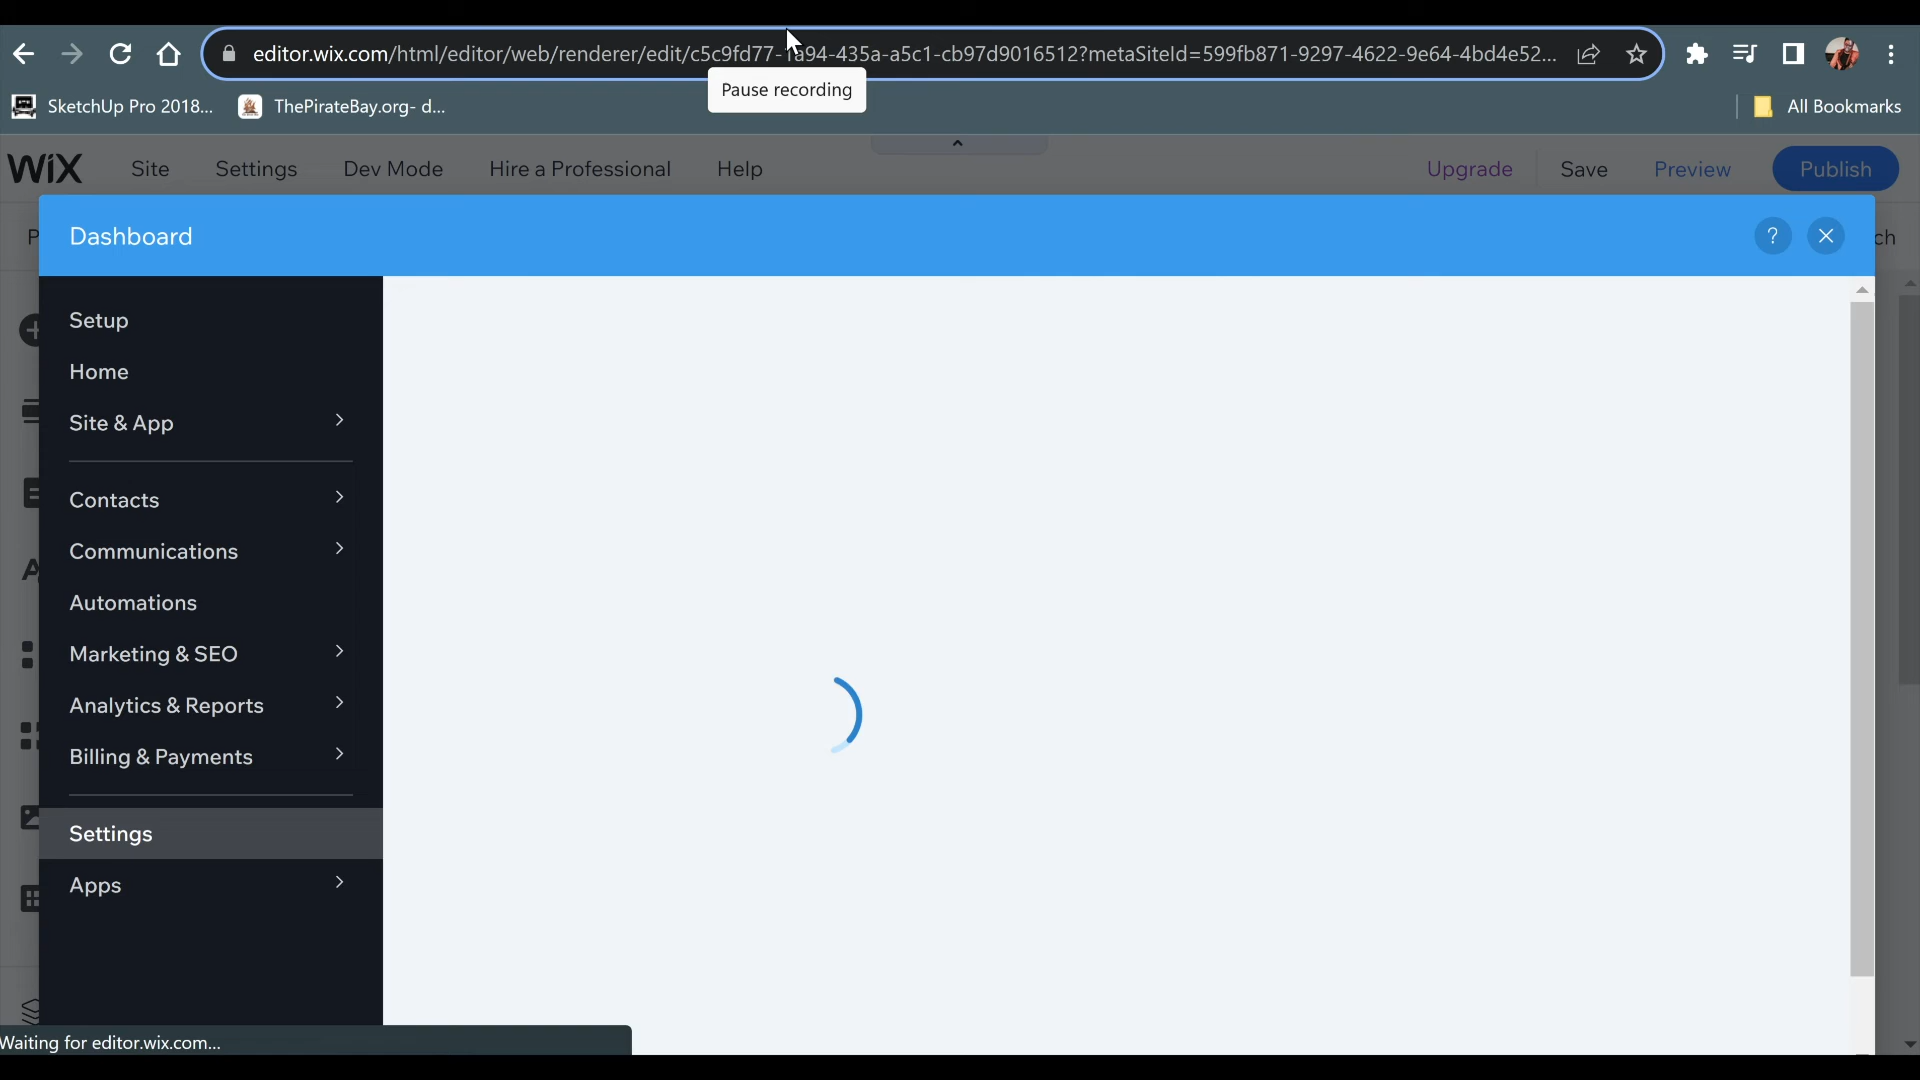 editor.wix.com/html/editor/web/renderer/edit/c5c9fd77-1a94-435a-a5c1-cb97d9016512?metaSiteId=599fb871-9297-4622-9e64-4bd4e52...
Pause recording
SketchUp Pro 2018... ThePirateBay.org- d... All Bookmarks
WiX Site Settings Dev Mode Hire a Professional Help Upgrade Save Preview Publish
P Dashboard ? ch
Setup
Home
Site & App
Contacts
Communications
A
Automations
Marketing & SEO
Analytics & Reports
Billing & Payments
Settings
Apps
Waiting for editor.wix.com...